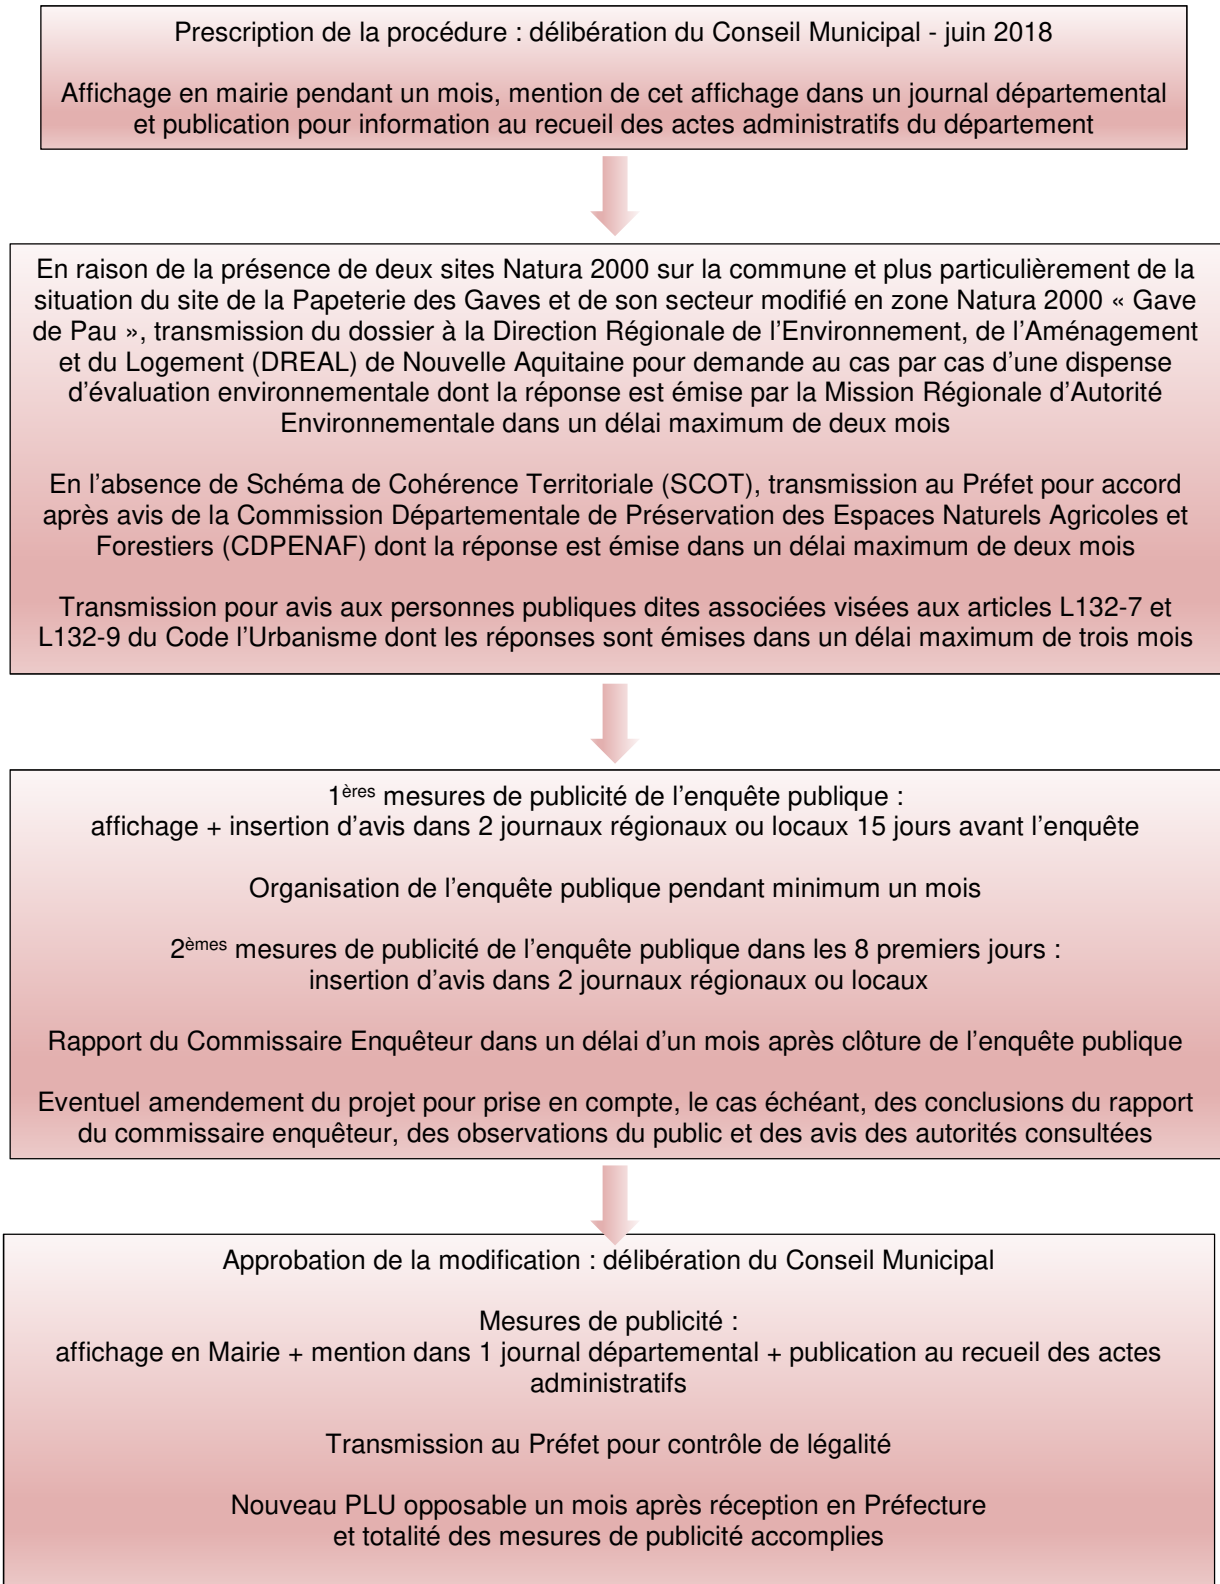 Prescription de la procédure : délibération du Conseil Municipal - juin 2018
Affichage en mairie pendant un mois, mention de cet affichage dans un journal départemental
et publication pour information au recueil des actes administratifs du département
En raison de la présence de deux sites Natura 2000 sur la commune et plus particulièrement de la
situation du site de la Papeterie des Gaves et de son secteur modifié en zone Natura 2000 « Gave
de Pau », transmission du dossier à la Direction Régionale de l’Environnement, de l’Aménagement
et du Logement (DREAL) de Nouvelle Aquitaine pour demande au cas par cas d’une dispense
d’évaluation environnementale dont la réponse est émise par la Mission Régionale d’Autorité
Environnementale dans un délai maximum de deux mois
En l’absence de Schéma de Cohérence Territoriale (SCOT), transmission au Préfet pour accord
après avis de la Commission Départementale de Préservation des Espaces Naturels Agricoles et
Forestiers (CDPENAF) dont la réponse est émise dans un délai maximum de deux mois
Transmission pour avis aux personnes publiques dites associées visées aux articles L132-7 et
L132-9 du Code l’Urbanisme dont les réponses sont émises dans un délai maximum de trois mois
1ères mesures de publicité de l’enquête publique :
affichage + insertion d’avis dans 2 journaux régionaux ou locaux 15 jours avant l’enquête
Organisation de l’enquête publique pendant minimum un mois
2èmes mesures de publicité de l’enquête publique dans les 8 premiers jours :
insertion d’avis dans 2 journaux régionaux ou locaux
Rapport du Commissaire Enquêteur dans un délai d’un mois après clôture de l’enquête publique
Eventuel amendement du projet pour prise en compte, le cas échéant, des conclusions du rapport
du commissaire enquêteur, des observations du public et des avis des autorités consultées
Approbation de la modification : délibération du Conseil Municipal
Mesures de publicité :
affichage en Mairie + mention dans 1 journal départemental + publication au recueil des actes
administratifs
Transmission au Préfet pour contrôle de légalité
Nouveau PLU opposable un mois après réception en Préfecture
et totalité des mesures de publicité accomplies